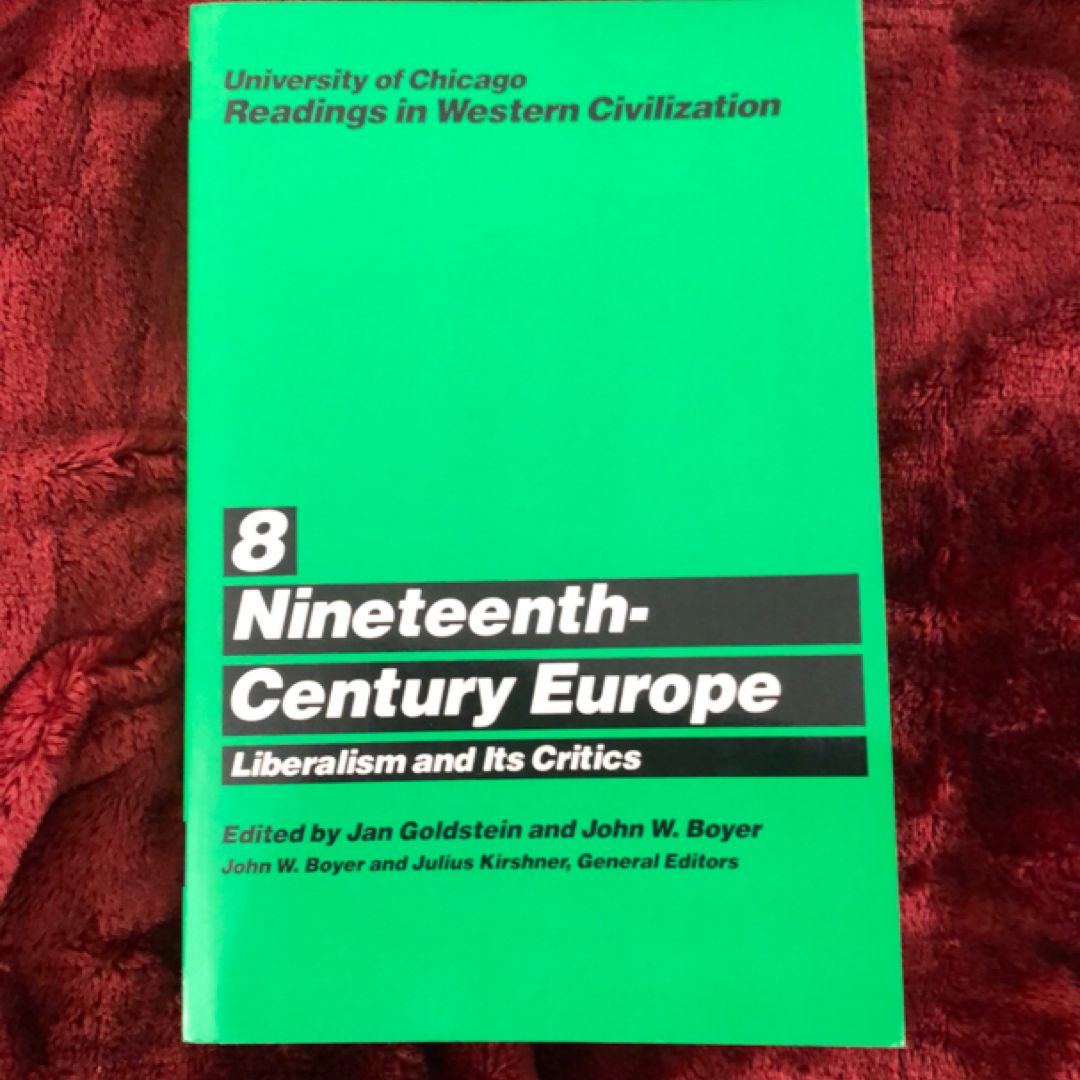 University of Chicago
Readings in Western Civilization
8
Nineteenth-
Century Europe
Liberalism and Its Critics
Edited by Jan Goldstein and John W. Boyer
John W. Boyer and Julius Kirshner, General Editors